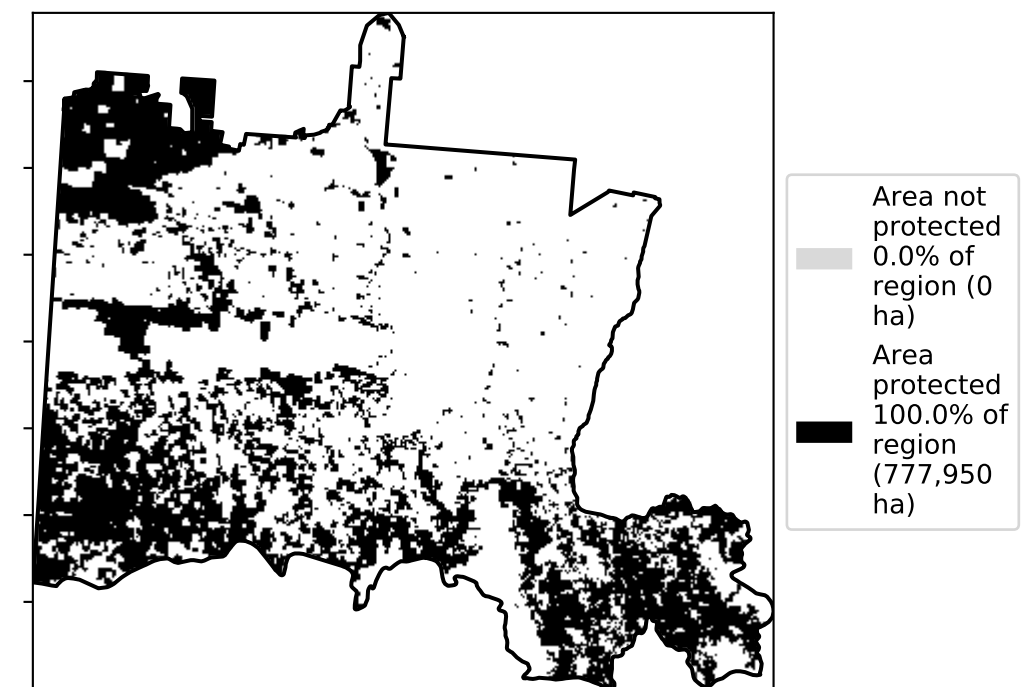 Area not
protected
0.0% of
region (0
ha)
Area
protected
100.0% of
region
(777,950
ha)